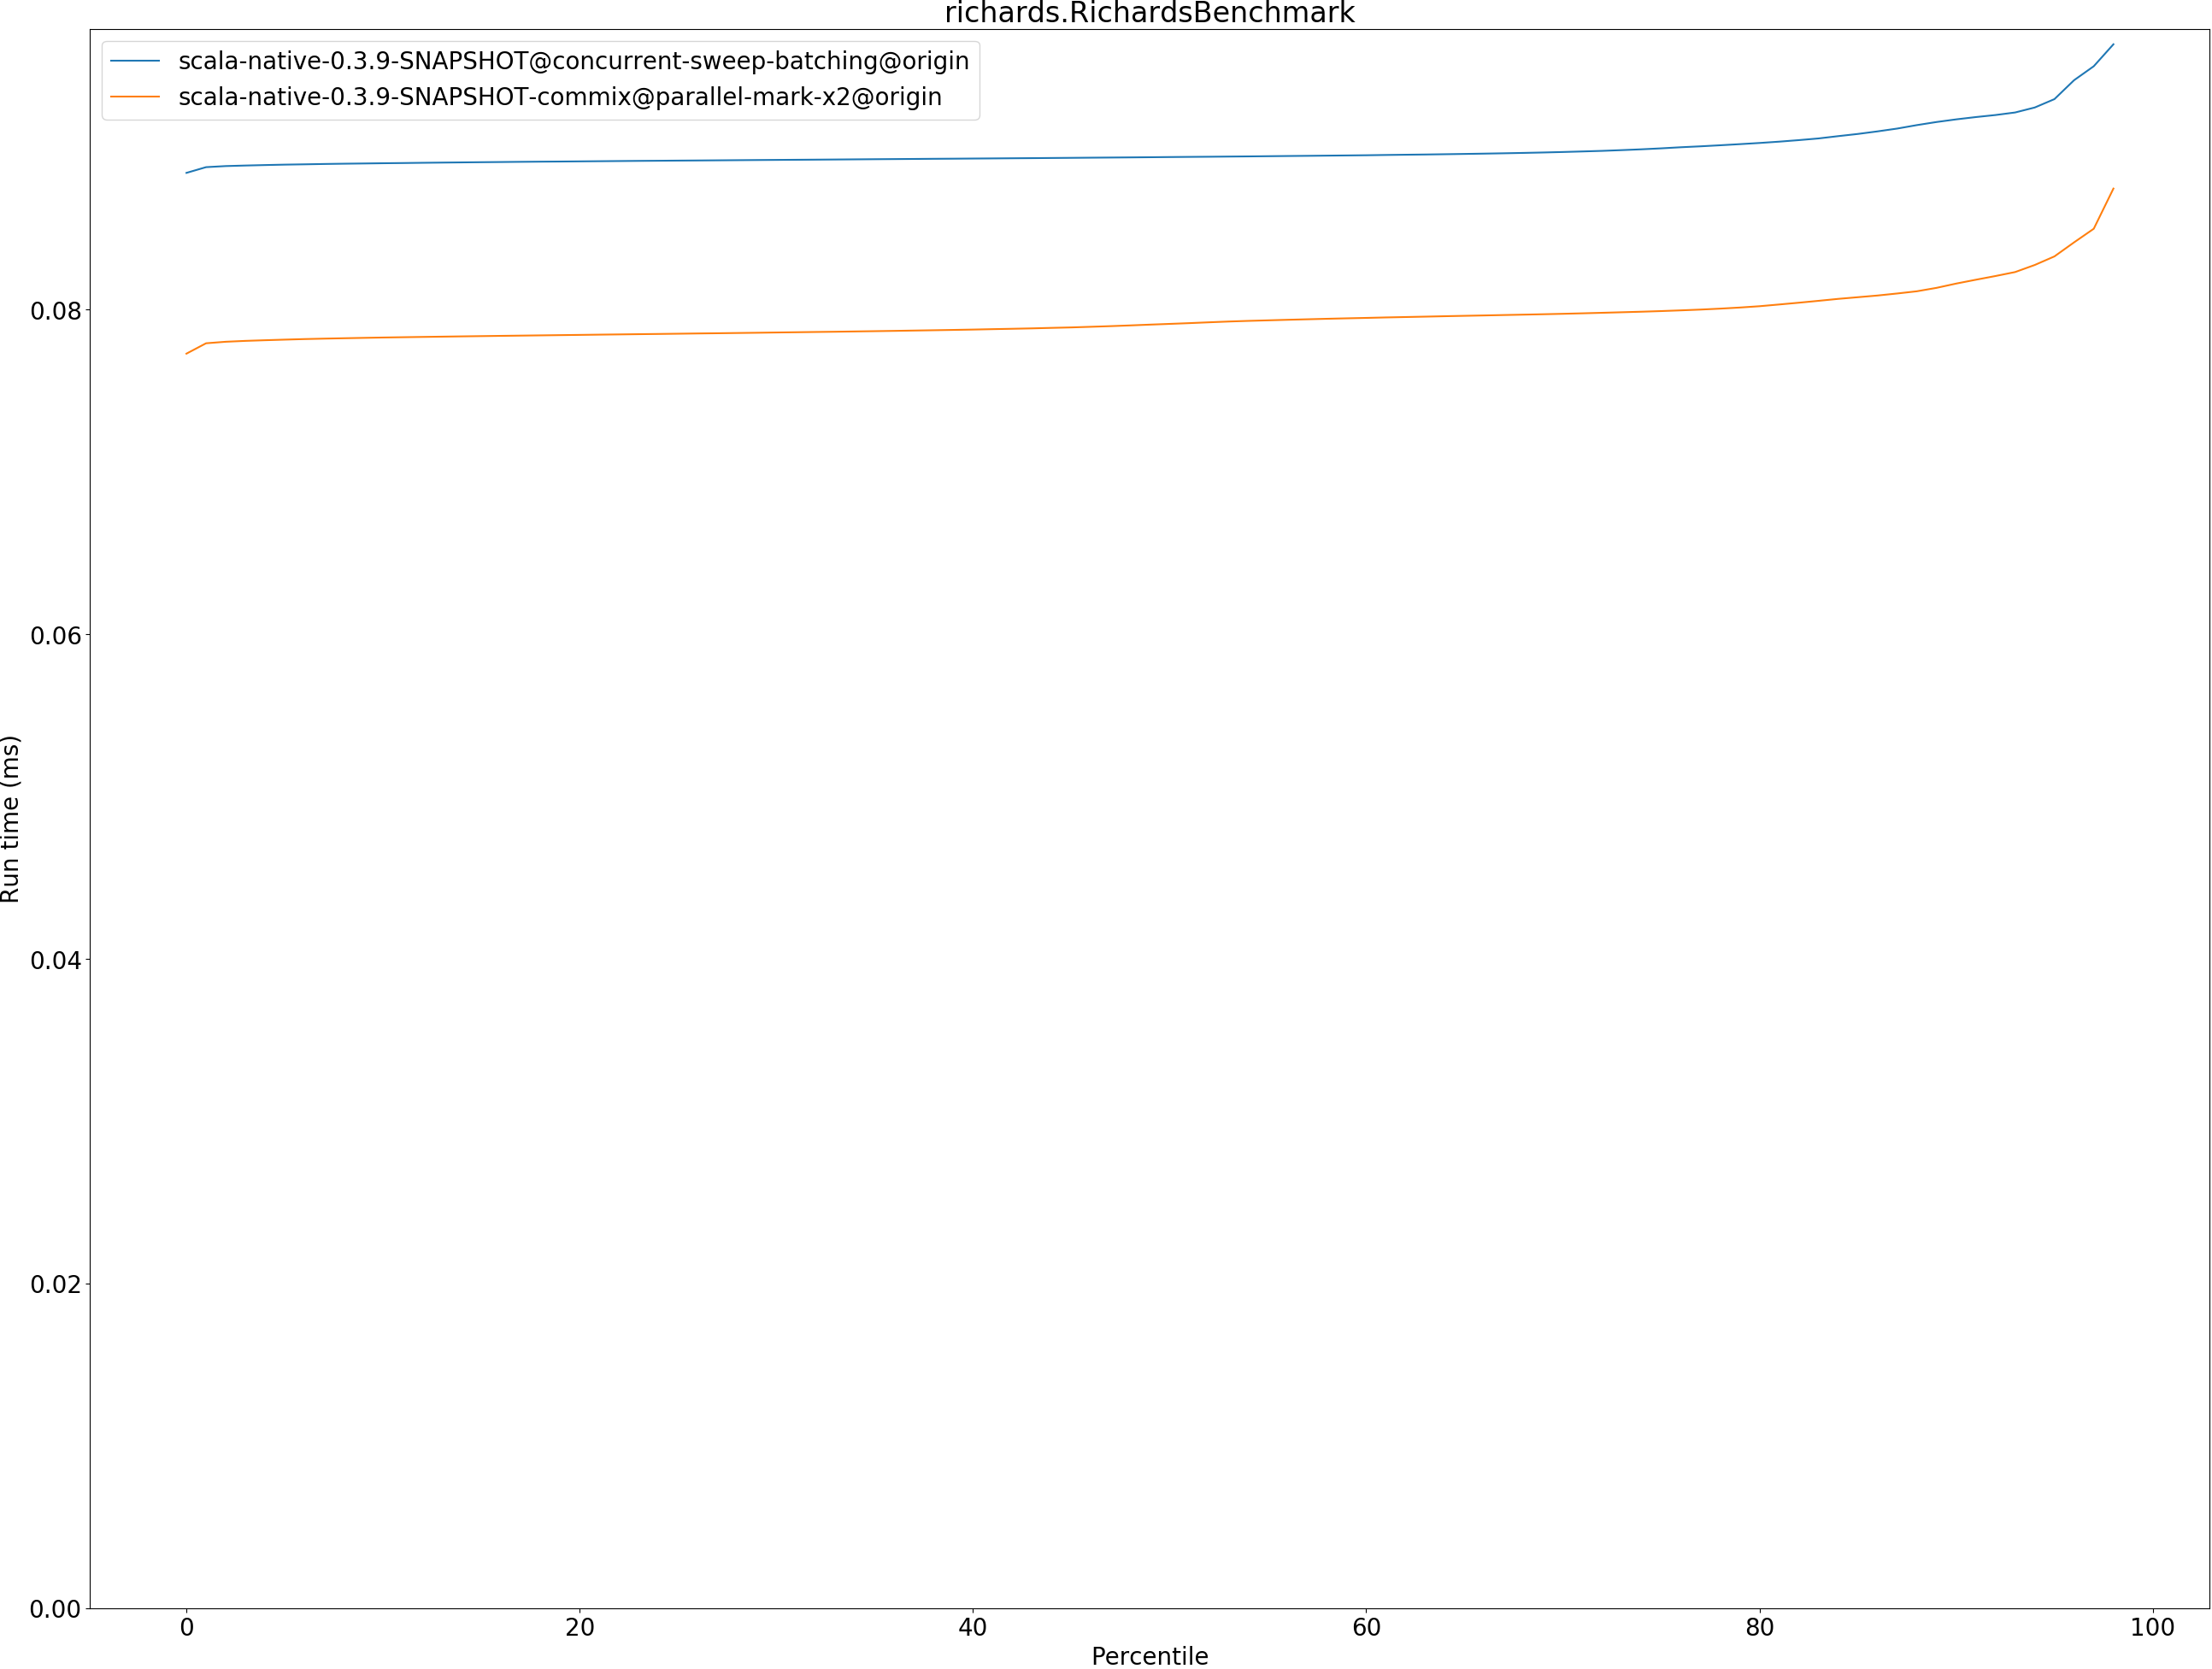 richards.RichardsBenchmark
scala-native-0.3.9-SNAPSHOT@concurrent-sweep-batching@origin
scala-native-0.3.9-SNAPSHOT-commix@parallel-mark-x2@origin
0.08
0.06
0.04
0.02
0.00
Run time (ms)
0 20 40 60 80 100
Percentile